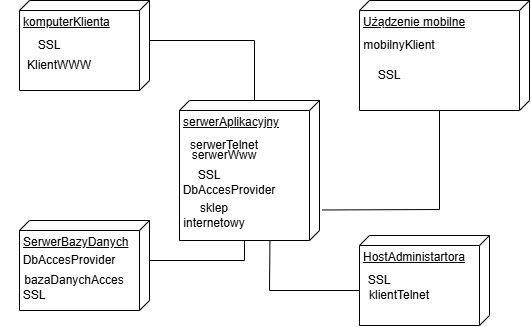 komputerKlienta
SSL
KlientWWW
Użądzenie mobilne
mobilnyKlient
SSL
serwerAplikacyjny
serwerTelnet
serwerWww
SSL
DbAccesProvider
sklep
internetowy
SerwerBazyDanych
DbAccesProvider
bazaDanychAcces
SSL
HostAdministartora
SSL
klientTelnet